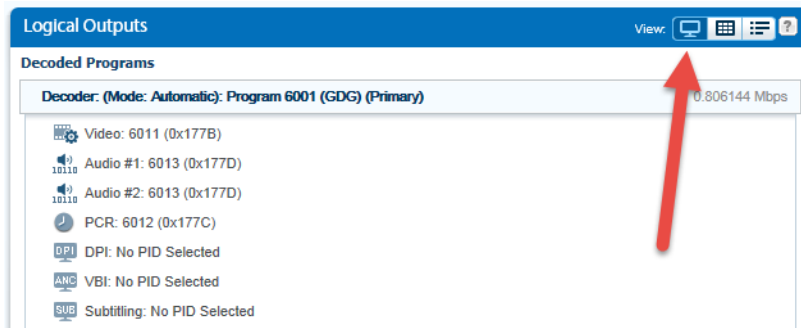 Logical Outputs
View: ?
Decoded Programs
Decoder: (Mode: Automatic): Program 6001 (GDG) (Primary) 0.806144 Mbps
Video: 6011 (0x177B)
10110 Audio #1: 6013 (0x177D)
10110 Audio #2: 6013 (0x177D)
PCR: 6012 (0x177C)
DPI DPI: No PID Selected
ANC VBI: No PID Selected
SUB Subtitling: No PID Selected